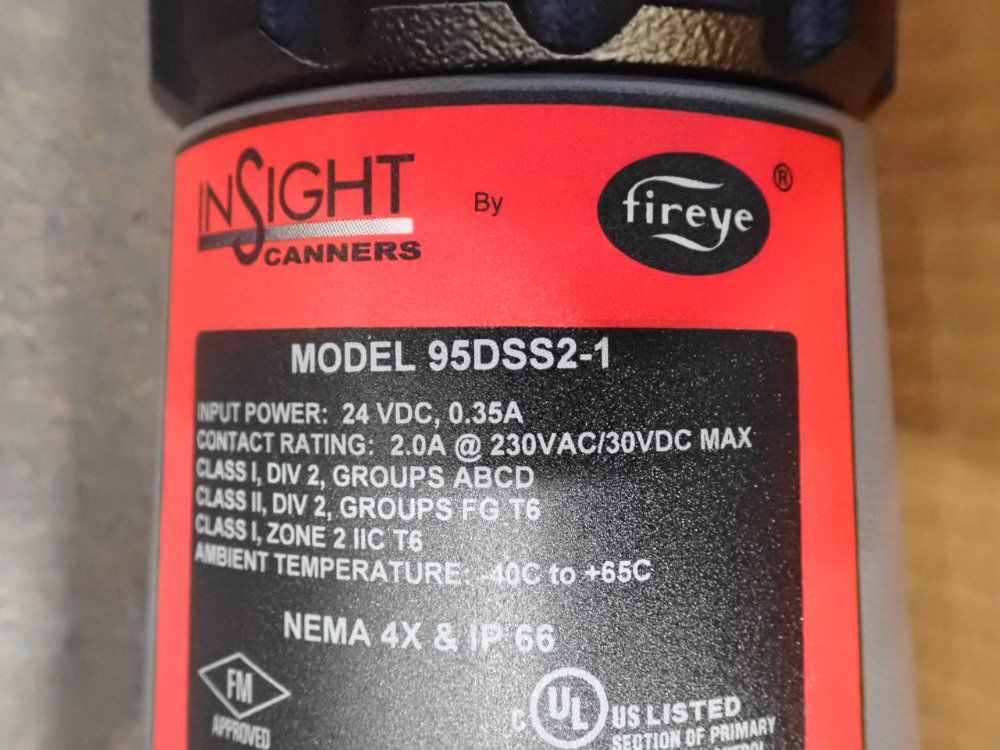 INSIGHT
SCANNERS
By
fireye®
MODEL 95DSS2-1
INPUT POWER: 24 VDC, 0.35A
CONTACT RATING: 2.0A @ 230VAC/30VDC MAX
CLASS I, DIV 2, GROUPS ABCD
CLASS II, DIV 2, GROUPS FG T6
CLASS I, ZONE 2 IIC T6
AMBIENT TEMPERATURE: -40C to +65C
NEMA 4X & IP 66
FM
APPROVED
C UL US LISTED
SECTION OF PRIMARY